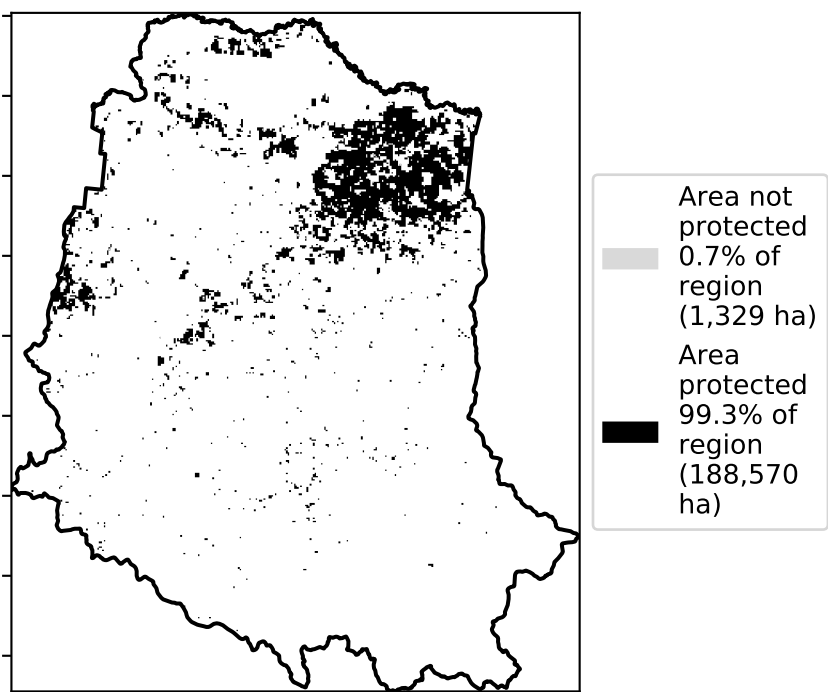 Area not
protected
0.7% of
region
(1,329 ha)
Area
protected
99.3% of
region
(188,570
ha)